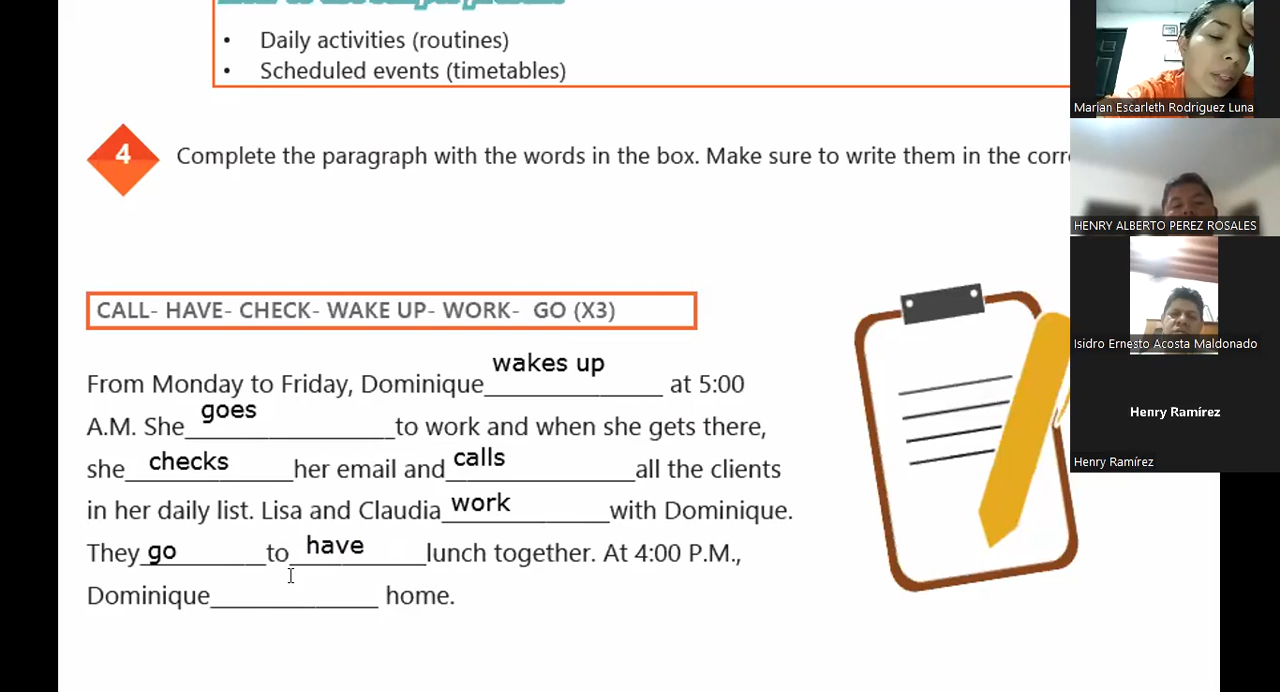 • Daily activities (routines)
• Scheduled events (timetables)
4 Complete the paragraph with the words in the box. Make sure to write them in the corr
CALL- HAVE- CHECK- WAKE UP- WORK- GO (X3)
From Monday to Friday, Dominique wakes up at 5:00
A.M. She goes to work and when she gets there,
she checks her email and calls all the clients
in her daily list. Lisa and Claudia work with Dominique.
They go to have lunch together. At 4:00 P.M.,
Dominique______________ home.
Marian Escarleth Rodriguez Luna
HENRY ALBERTO PEREZ ROSALES
Isidro Ernesto Acosta Maldonado
Henry Ramírez
Henry Ramírez